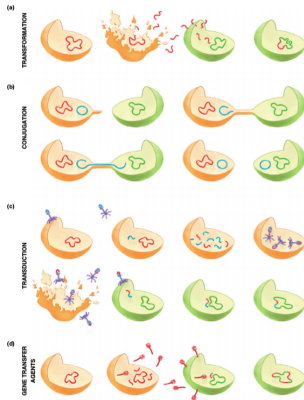 (a)
TRANSFORMATION
(b)
CONJUGATION
(c)
TRANSDUCTION
(d)
GENE TRANSFER
AGENTS